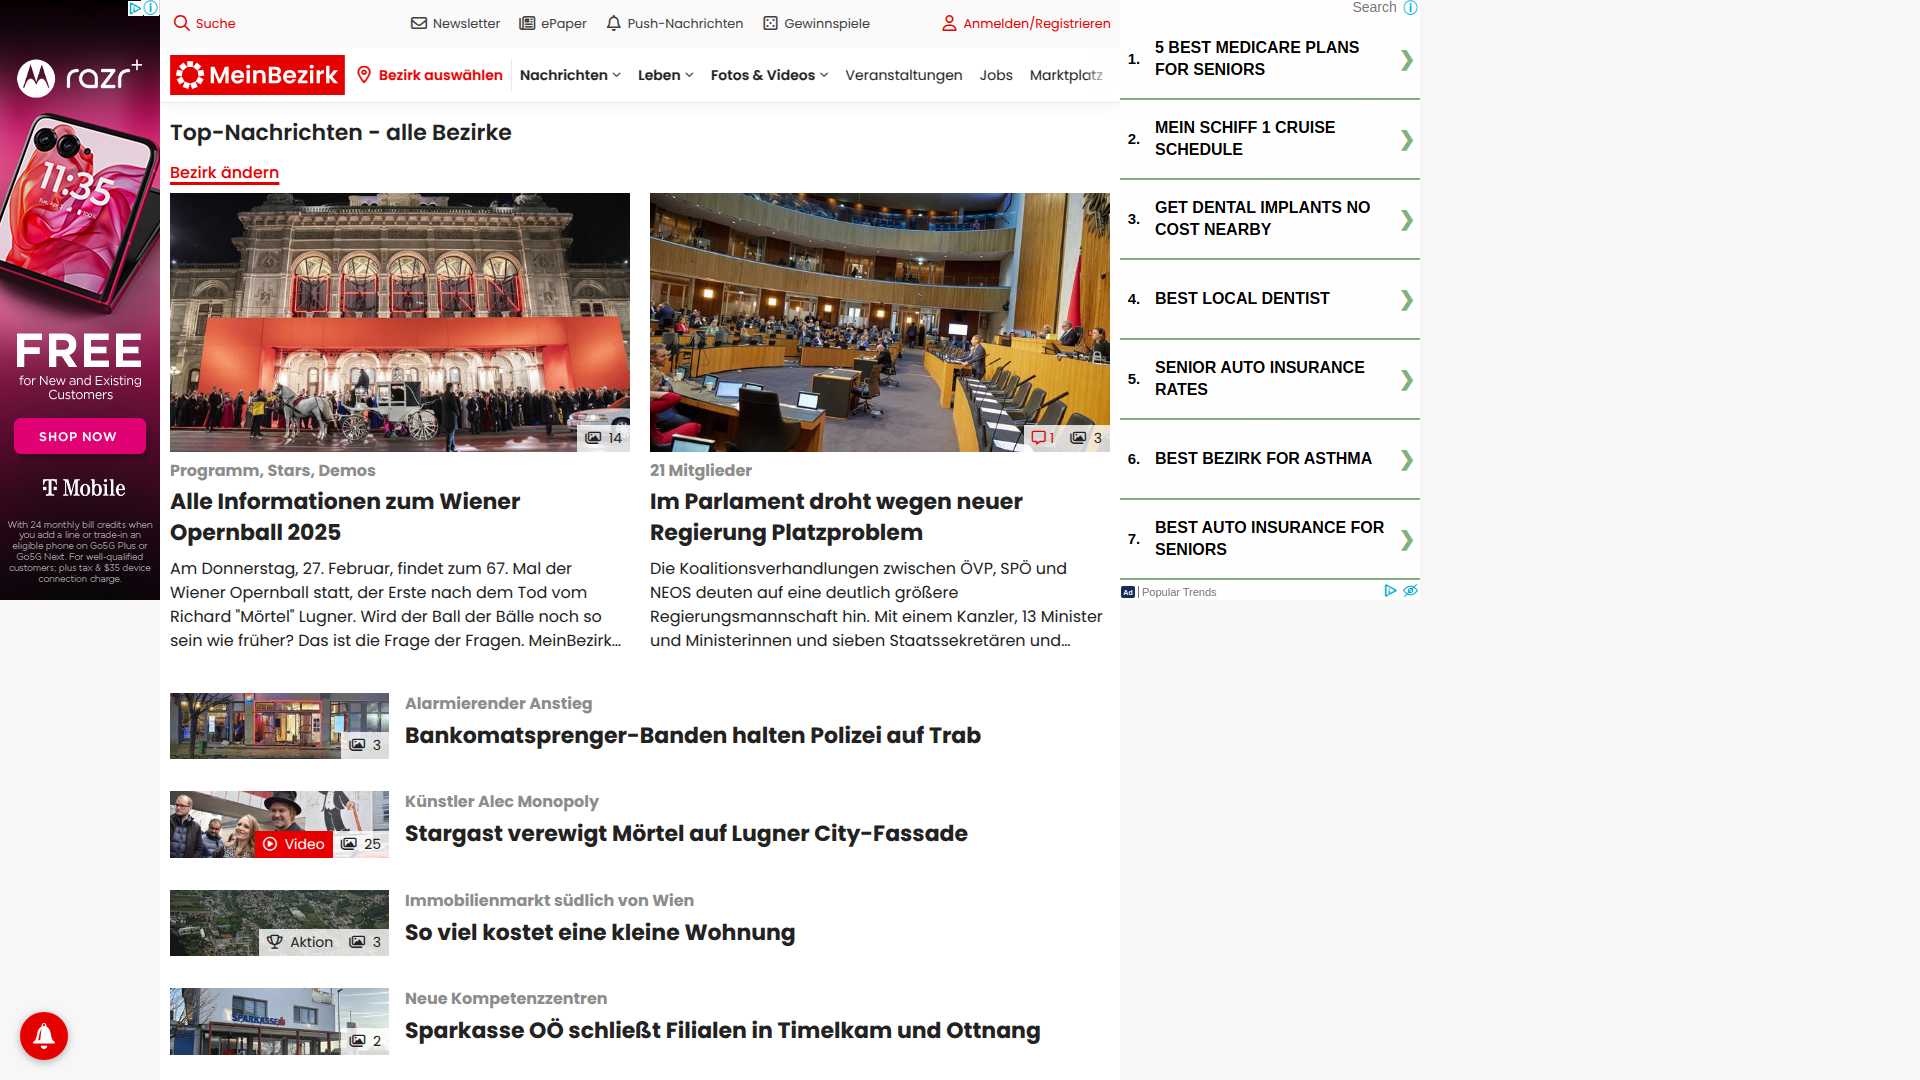 Suche
Newsletter
ePaper
Push-Nachrichten
Gewinnspiele
Anmelden/Registrieren
MeinBezirk
Bezirk auswählen
Nachrichten
Leben
Fotos & Videos
Veranstaltungen
Jobs
Marktplatz
Top-Nachrichten - alle Bezirke
Bezirk ändern
14
Programm, Stars, Demos
Alle Informationen zum Wiener
Opernball 2025
Am Donnerstag, 27. Februar, findet zum 67. Mal der
Wiener Opernball statt, der Erste nach dem Tod vom
Richard "Mörtel" Lugner. Wird der Ball der Bälle noch so
sein wie früher? Das ist die Frage der Fragen. MeinBezirk...
1
3
21 Mitglieder
Im Parlament droht wegen neuer
Regierung Platzproblem
Die Koalitionsverhandlungen zwischen ÖVP, SPÖ und
NEOS deuten auf eine deutlich größere
Regierungsmannschaft hin. Mit einem Kanzler, 13 Minister
und Ministerinnen und sieben Staatssekretären und...
3
Alarmierender Anstieg
Bankomatsprenger-Banden halten Polizei auf Trab
Video
25
Künstler Alec Monopoly
Stargast verewigt Mörtel auf Lugner City-Fassade
Aktion
3
Immobilienmarkt südlich von Wien
So viel kostet eine kleine Wohnung
SPARKASSE
2
Neue Kompetenzzentren
Sparkasse OÖ schließt Filialen in Timelkam und Ottnang
razr+
11:35
FREE
for New and Existing
Customers
SHOP NOW
T Mobile
With 24 monthly bill credits when
you add a line or trade-in an
eligible phone on Go5G Plus or
Go5G Next. For well-qualified
customers; plus tax & $35 device
connection charge.
Search
1. 5 BEST MEDICARE PLANS
FOR SENIORS
2. MEIN SCHIFF 1 CRUISE
SCHEDULE
3. GET DENTAL IMPLANTS NO
COST NEARBY
4. BEST LOCAL DENTIST
5. SENIOR AUTO INSURANCE
RATES
6. BEST BEZIRK FOR ASTHMA
7. BEST AUTO INSURANCE FOR
SENIORS
Ad | Popular Trends